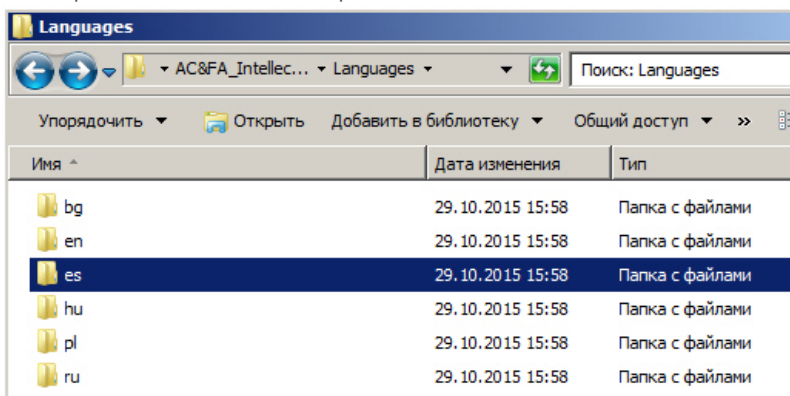 Languages
AC&FA_Intellec... Languages Поиск: Languages
Упорядочить Открыть Добавить в библиотеку Общий доступ »
Имя Дата изменения Тип
bg 29.10.2015 15:58 Папка с файлами
en 29.10.2015 15:58 Папка с файлами
es 29.10.2015 15:58 Папка с файлами
hu 29.10.2015 15:58 Папка с файлами
pl 29.10.2015 15:58 Папка с файлами
ru 29.10.2015 15:58 Папка с файлами